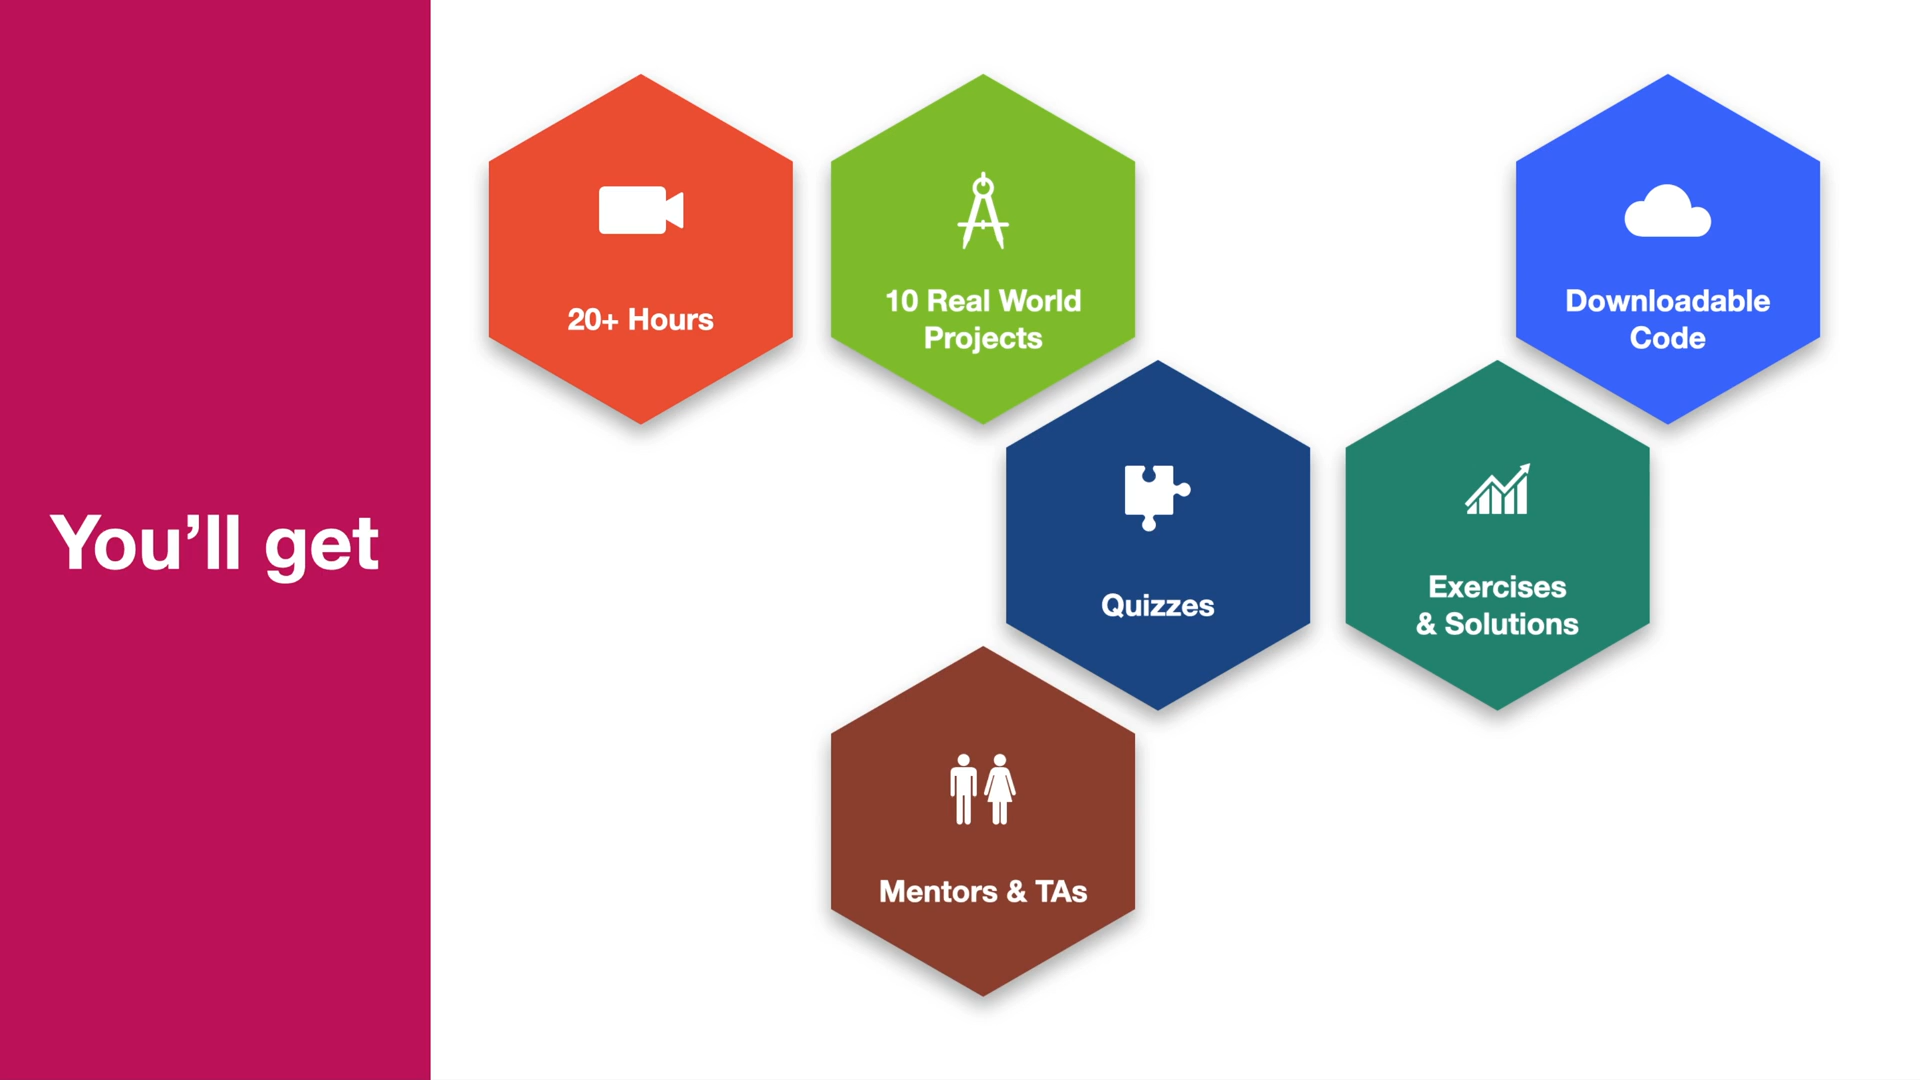 You’ll get
20+ Hours
10 Real World
Projects
Downloadable
Code
Quizzes
Exercises
& Solutions
Mentors & TAs